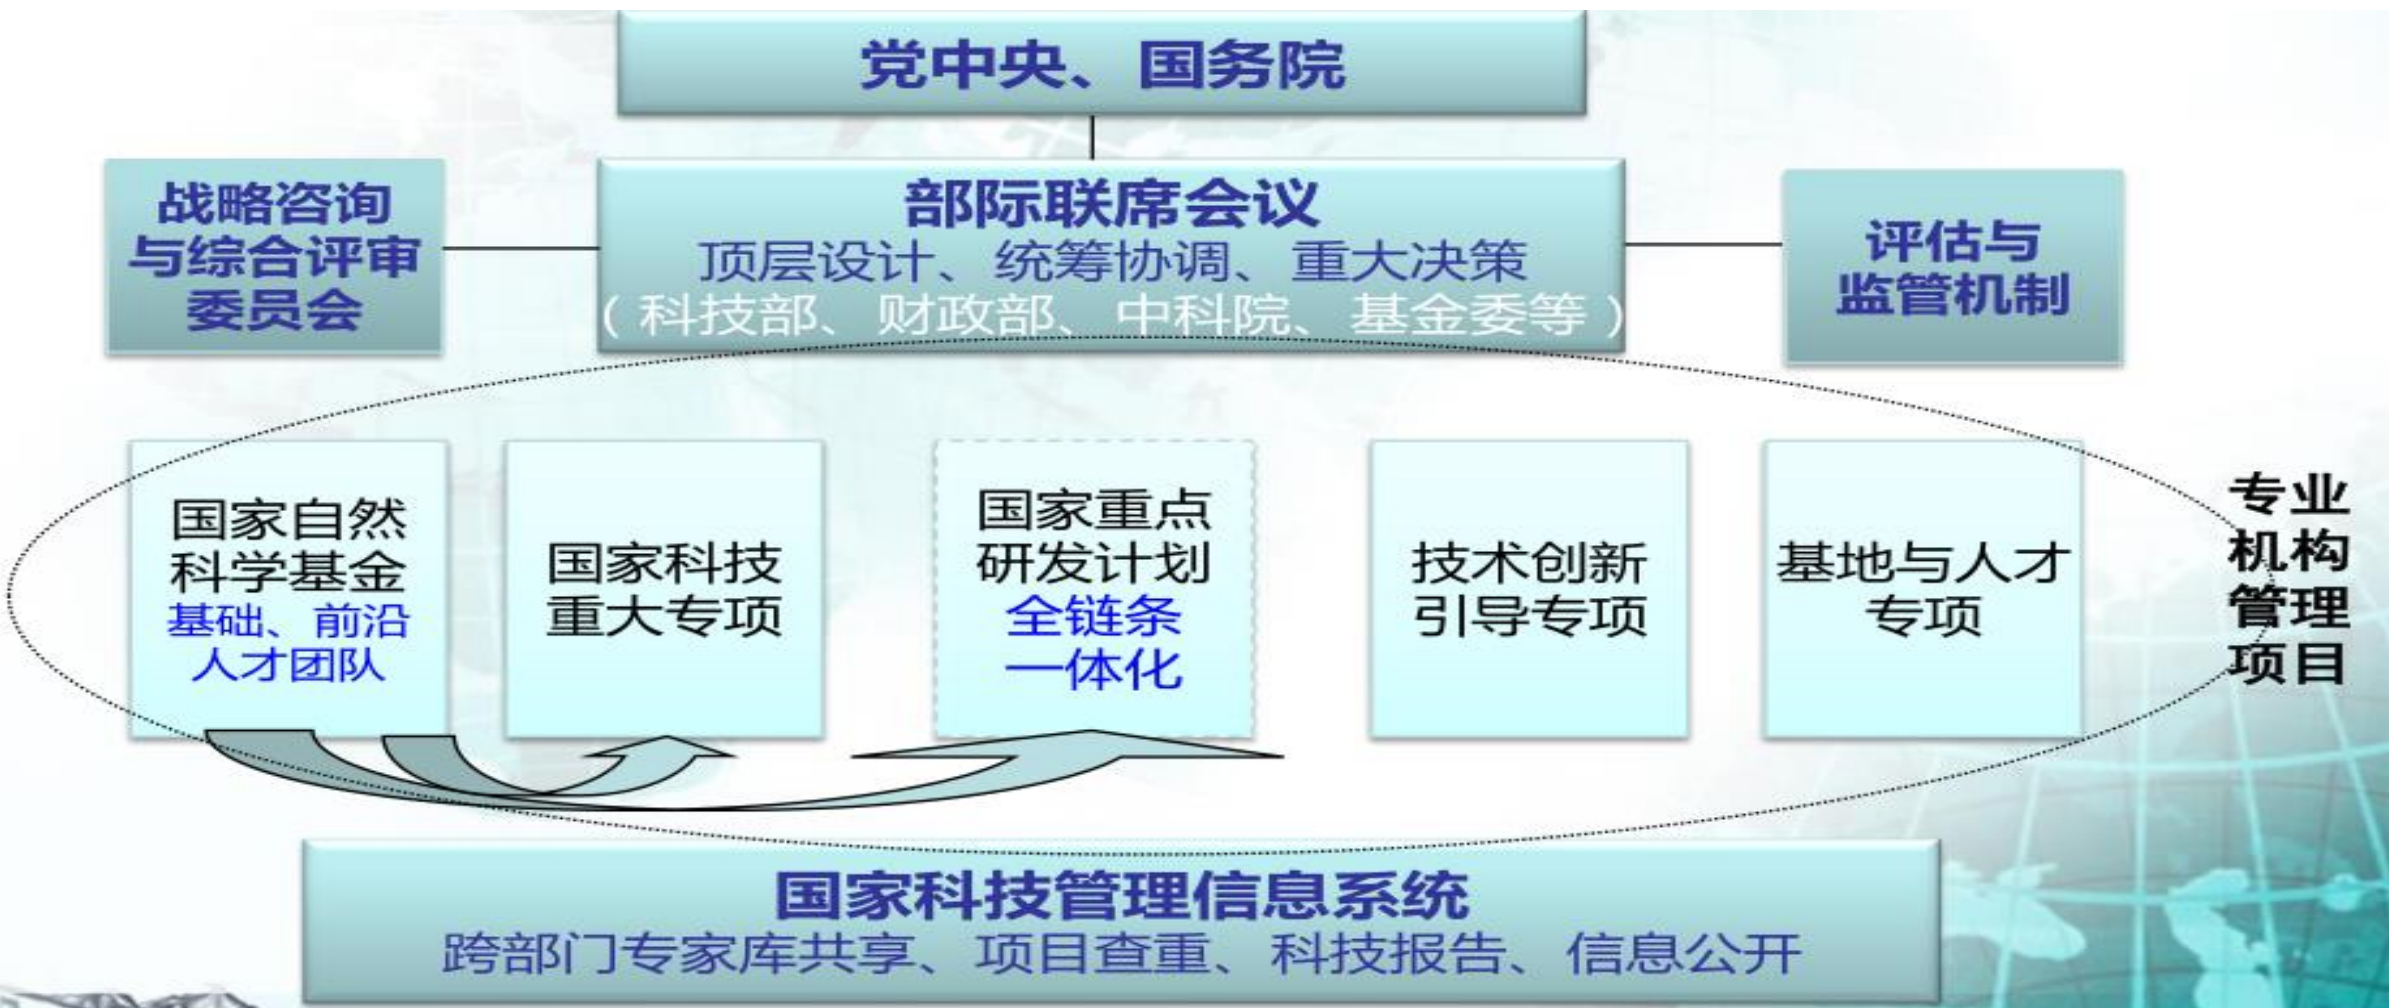 党中央、国务院
战略咨询
与综合评审
委员会
部际联席会议
顶层设计、统筹协调、重大决策
（科技部、财政部、中科院、基金委等）
评估与
监管机制
国家自然
科学基金
基础、前沿
人才团队
国家科技
重大专项
国家重点
研发计划
全链条
一体化
技术创新
引导专项
基地与人才
专项
专业
机构
管理
项目
国家科技管理信息系统
跨部门专家库共享、项目查重、科技报告、信息公开